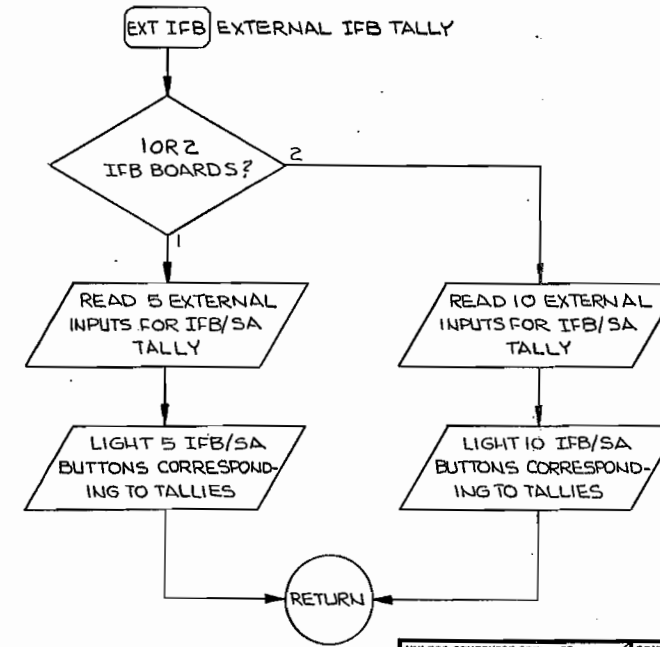 EXT IFB EXTERNAL IFB TALLY
1 OR 2
IFB BOARDS?
2
1
READ 5 EXTERNAL
INPUTS FOR IFB/SA
TALLY
READ 10 EXTERNAL
INPUTS FOR IFB/SA
TALLY
LIGHT 5 IFB/SA
BUTTONS CORRESPOND-
ING TO TALLIES
LIGHT 10 IFB/SA
BUTTONS CORRESPOND-
ING TO TALLIES
RETURN